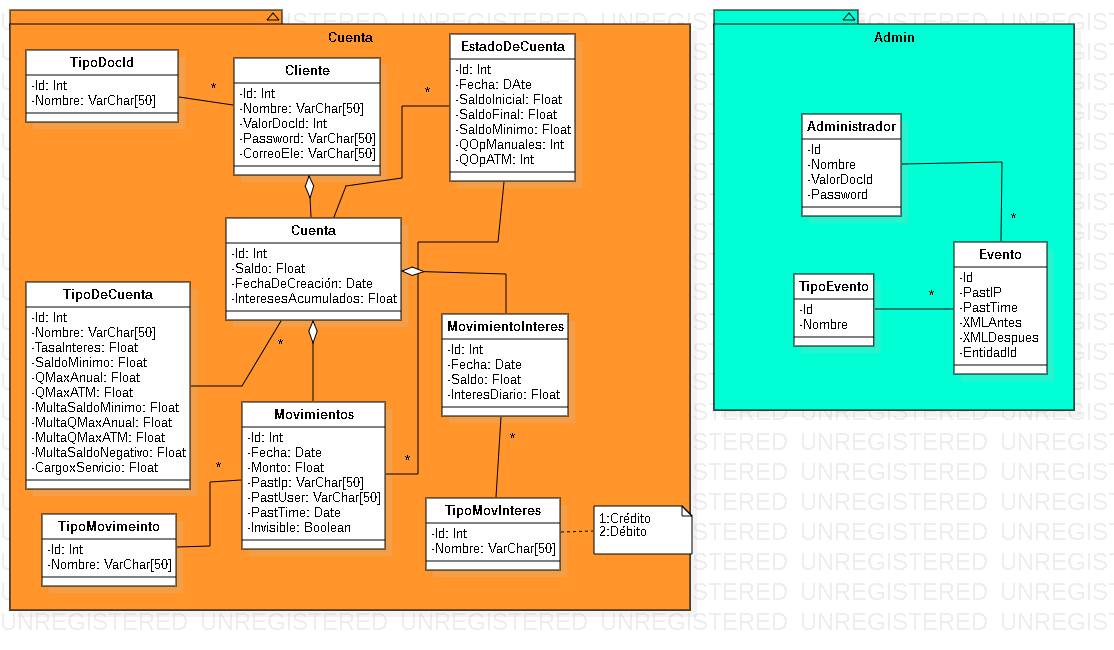 Cuenta
TipoDocId
-Id: Int
-Nombre: VarChar[50]
*
Cliente
-Id: Int
-Nombre: VarChar[50]
-ValorDocId: Int
-Password: VarChar[50]
-CorreoEle: VarChar[50]
*
EstadoDeCuenta
-Id: Int
-Fecha: DAte
-SaldoInicial: Float
-SaldoFinal: Float
-SaldoMinimo: Float
-QOpManuales: Int
-QOpATM: Int
Cuenta
-Id: Int
-Saldo: Float
-FechaDeCreación: Date
-InteresesAcumulados: Float
*
TipoDeCuenta
-Id: Int
-Nombre: VarChar[50]
-TasaInteres: Float
-SaldoMinimo: Float
-QMaxAnual: Float
-QMaxATM: Float
-MultaSaldoMinimo: Float
-MultaQMaxAnual: Float
-MultaQMaxATM: Float
-MultaSaldoNegativo: Float
-CargoxServicio: Float
MovimientoInteres
-Id: Int
-Fecha: Date
-Saldo: Float
-InteresDiario: Float
*
Movimientos
-Id: Int
-Fecha: Date
-Monto: Float
-PastIp: VarChar[50]
-PastUser: VarChar[50]
-PastTime: Date
-Invisible: Boolean
*
*
TipoMovimeinto
-Id: Int
-Nombre: VarChar[50]
TipoMovInteres
-Id: Int
-Nombre: VarChar[50]
1:Crédito
2:Débito
Admin
Administrador
-Id
-Nombre
-ValorDocId
-Password
*
TipoEvento
-Id
-Nombre
*
Evento
-Id
-PastIP
-PastTime
-XMLAntes
-XMLDespues
-EntidadId
UNREGISTERED UNREGISTERED UNREGISTERED UNREGISTERED UNREGISTERED UNREGISTERED